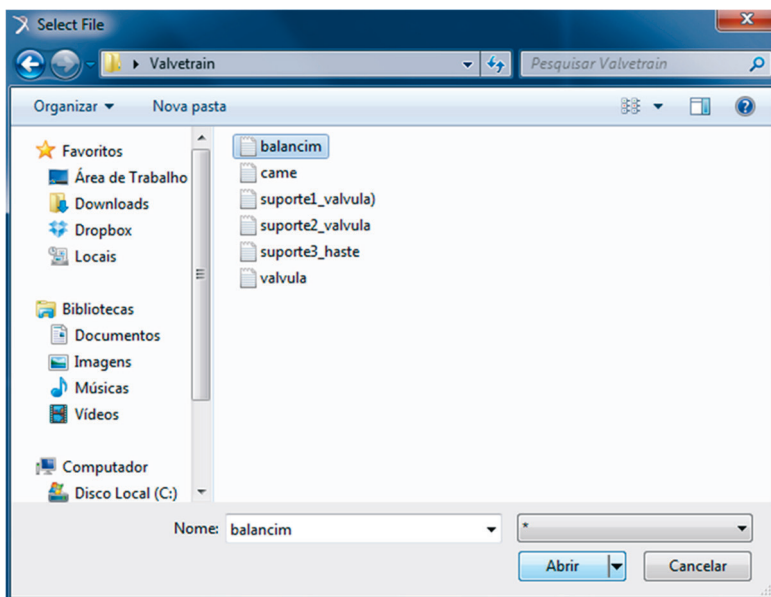 Select File
Valvetrain
Pesquisar Valvetrain
Organizar
Nova pasta
Favoritos
Área de Trabalho
Downloads
Dropbox
Locais
Bibliotecas
Documentos
Imagens
Músicas
Vídeos
Computador
Disco Local (C:)
balancim
came
suporte1_valvula)
suporte2_valvula
suporte3_haste
valvula
Nome: balancim
*
Abrir
Cancelar